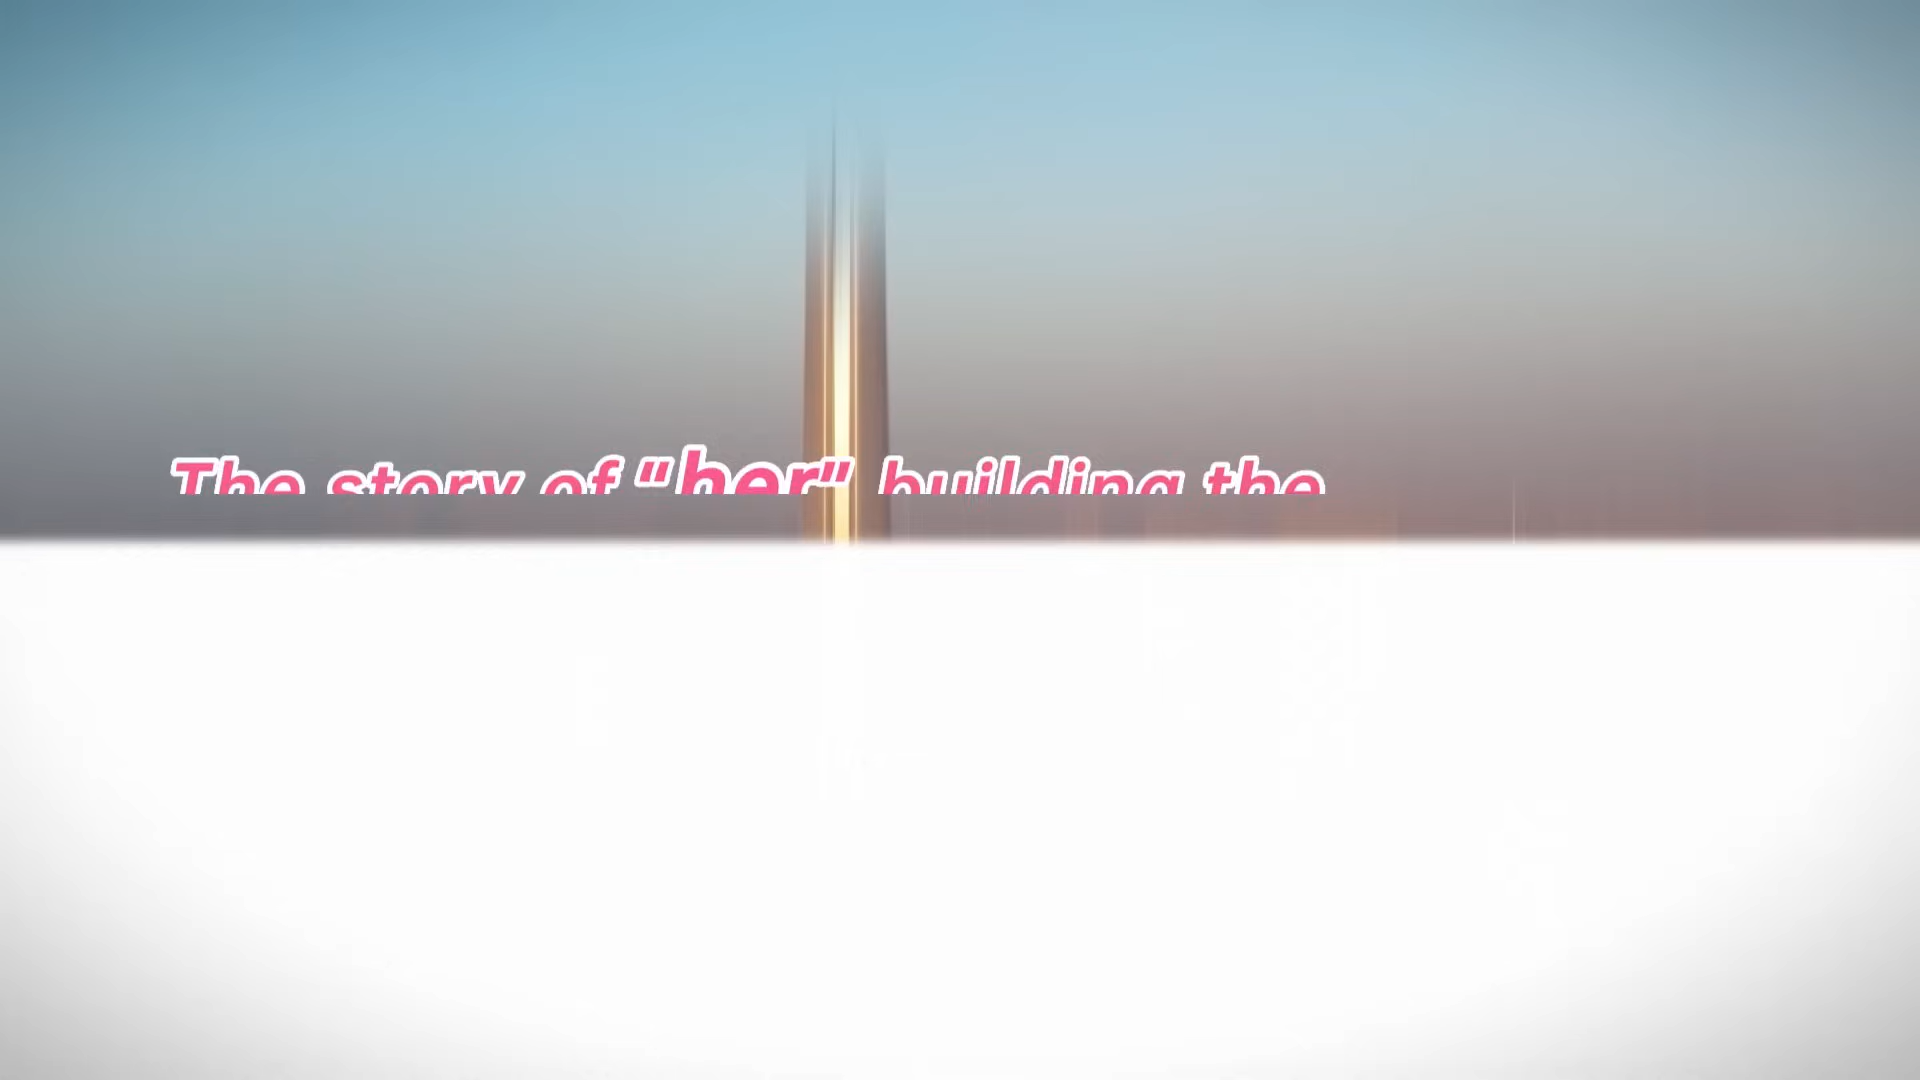 The story of “her” building the